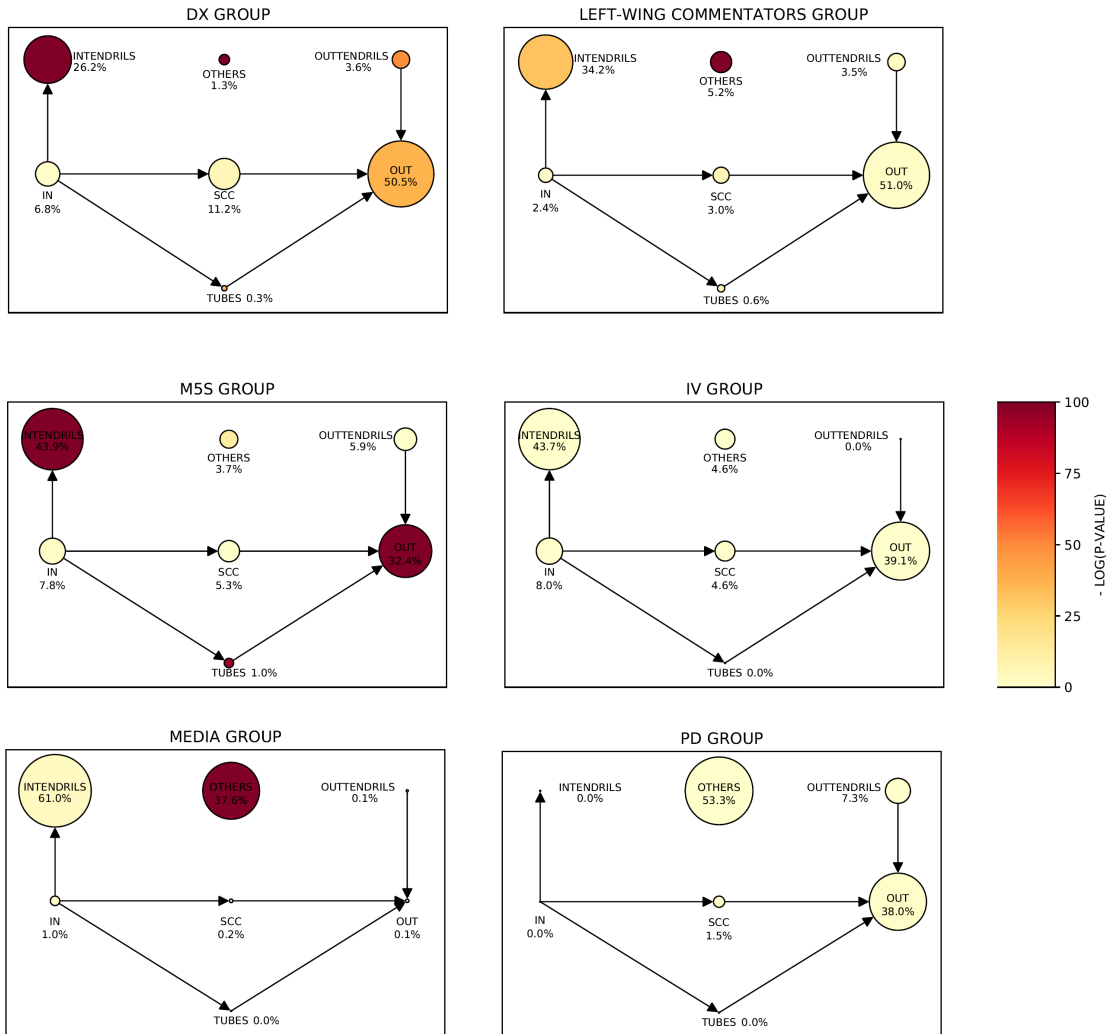 DX GROUP
INTENDRILS
26.2%
OTHERS
1.3%
OUTTENDRILS
3.6%
IN
6.8%
SCC
11.2%
OUT
50.5%
TUBES 0.3%
LEFT-WING COMMENTATORS GROUP
INTENDRILS
34.2%
OTHERS
5.2%
OUTTENDRILS
3.5%
IN
2.4%
SCC
3.0%
OUT
51.0%
TUBES 0.6%
M5S GROUP
INTENDRILS
43.9%
OTHERS
3.7%
OUTTENDRILS
5.9%
IN
7.8%
SCC
5.3%
OUT
32.4%
TUBES 1.0%
IV GROUP
INTENDRILS
43.7%
OTHERS
4.6%
OUTTENDRILS
0.0%
IN
8.0%
SCC
4.6%
OUT
39.1%
TUBES 0.0%
100
75
50
25
0
- LOG(P-VALUE)
MEDIA GROUP
INTENDRILS
61.0%
OTHERS
37.6%
OUTTENDRILS
0.1%
IN
1.0%
SCC
0.2%
OUT
0.1%
TUBES 0.0%
PD GROUP
INTENDRILS
0.0%
OTHERS
53.3%
OUTTENDRILS
7.3%
IN
0.0%
SCC
1.5%
OUT
38.0%
TUBES 0.0%